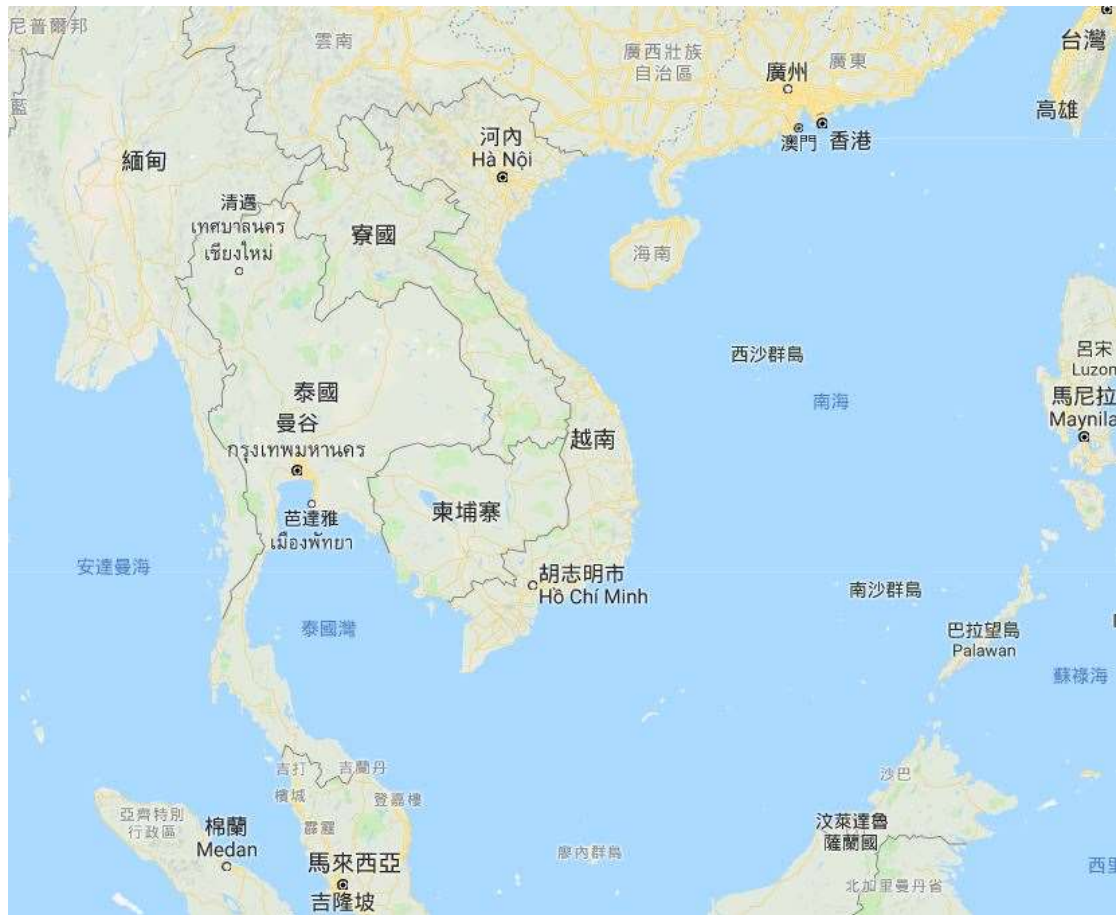 尼普爾邦
雲南
廣西壯族
自治區
廣州
廣東
台灣
高雄
藍
緬甸
河內
Hà Nội
澳門
香港
清邁
เทศบาลนคร
เชียงใหม่
寮國
海南
西沙群島
南海
呂宋
Luzon
馬尼拉
Maynila
泰國
曼谷
กรุงเทพมหานคร
越南
柬埔寨
芭達雅
เมืองพัทยา
安達曼海
胡志明市
Hồ Chí Minh
南沙群島
泰國灣
巴拉望島
Palawan
蘇祿海
吉打
吉蘭丹
檳城
登嘉樓
沙巴
亞齊特別
行政區
棉蘭
Medan
霹靂
汶萊達魯
薩蘭國
馬來西亞
廖內群島
西里
北加里曼丹省
吉隆坡